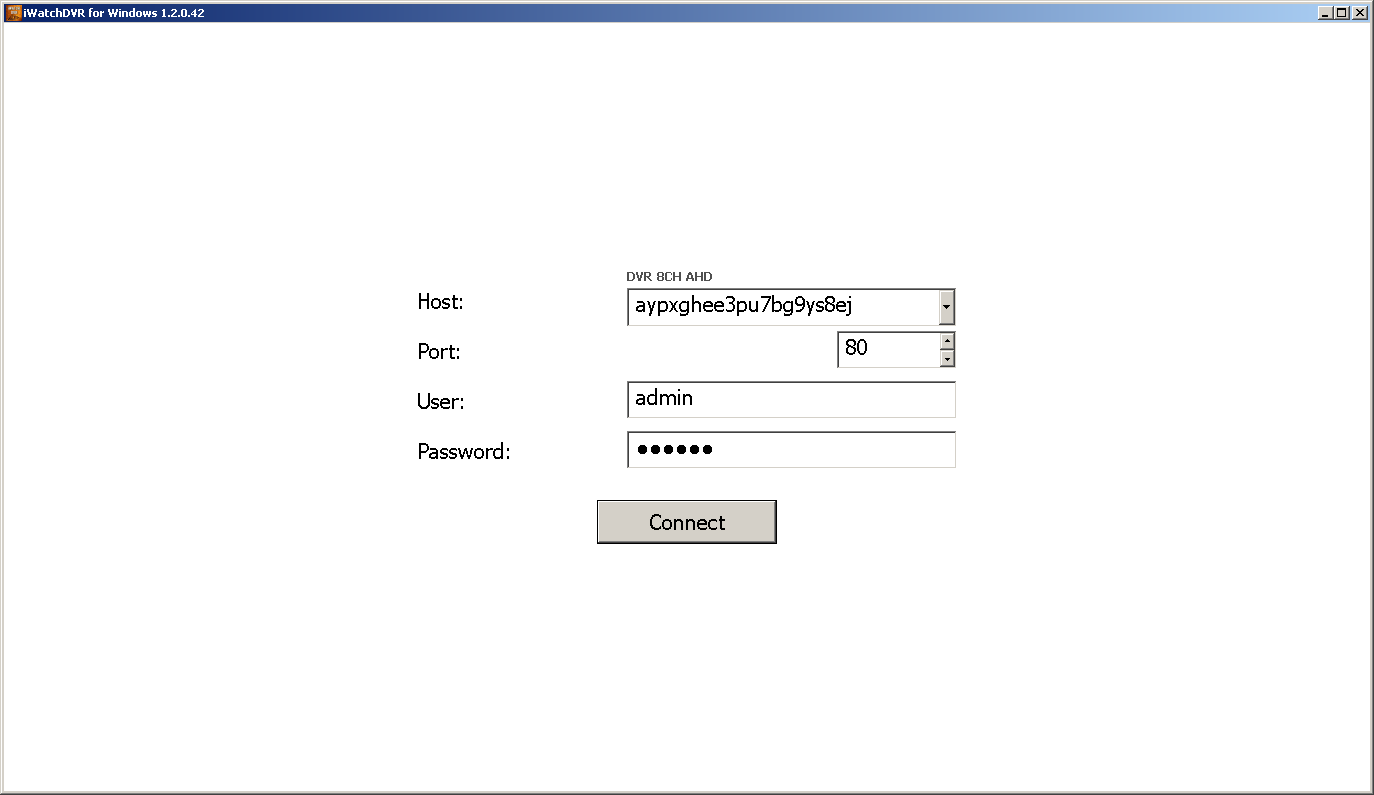 iWatchDVR for Windows 1.2.0.42
DVR 8CH AHD
Host:
aypxghee3pu7bg9ys8ej
Port:
80
User:
admin
Password:
●●●●●●
Connect